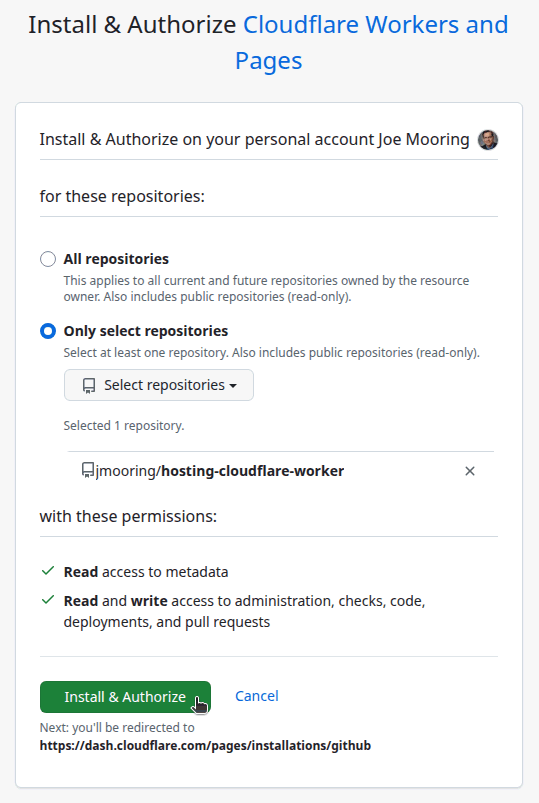 Install & Authorize Cloudflare Workers and
Pages
Install & Authorize on your personal account Joe Mooring
for these repositories:
All repositories
This applies to all current and future repositories owned by the resource
owner. Also includes public repositories (read-only).
Only select repositories
Select at least one repository. Also includes public repositories (read-only).
Select repositories
Selected 1 repository.
jmooring/hosting-cloudflare-worker
with these permissions:
Read access to metadata
Read and write access to administration, checks, code,
deployments, and pull requests
Install & Authorize
Cancel
Next: you'll be redirected to
https://dash.cloudflare.com/pages/installations/github